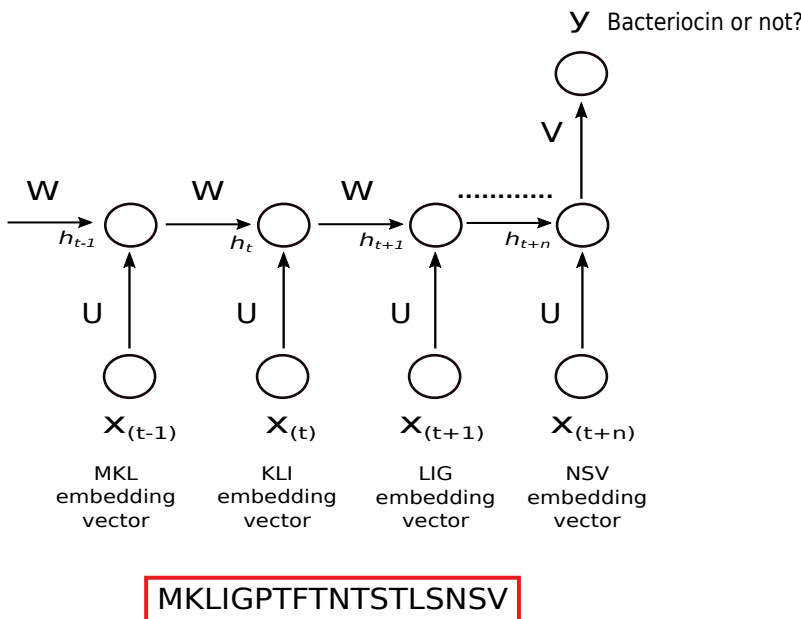 y Bacteriocin or not?
V
W W W ............
h_{t-1} h_t h_{t+1} h_{t+n}
U U U U
X_{(t-1)} X_{(t)} X_{(t+1)} X_{(t+n)}
MKL KLI LIG NSV
embedding embedding embedding embedding
vector vector vector vector
MKLIGPTFTNTSTLSNSV